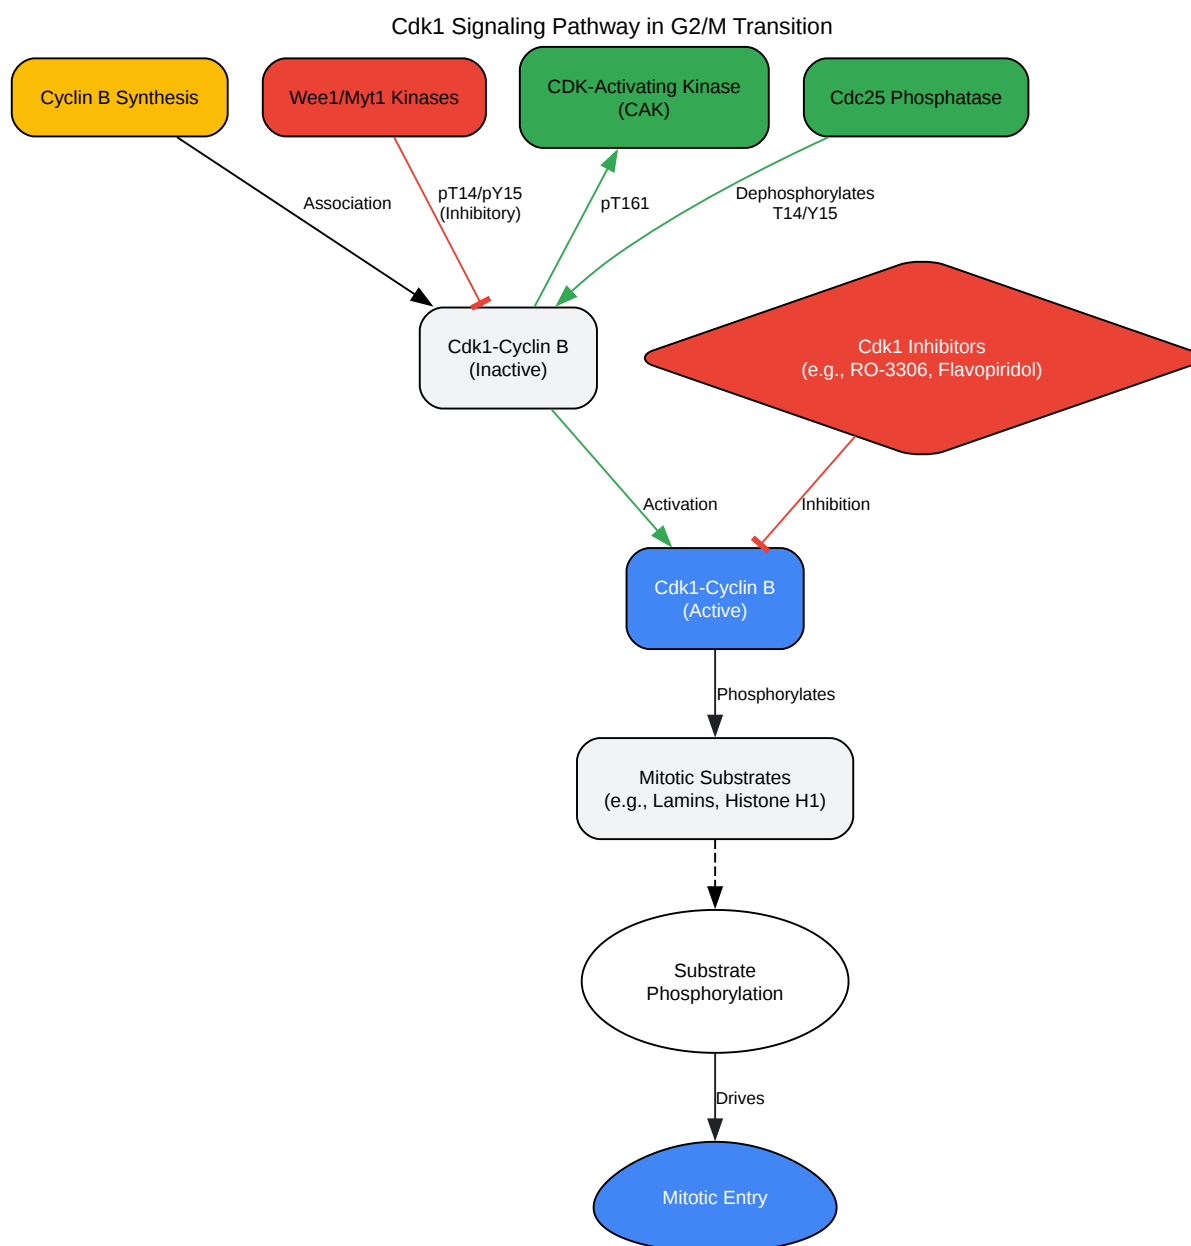 Cdk1 Signaling Pathway in G2/M Transition
Cyclin B Synthesis
Wee1/Myt1 Kinases
CDK-Activating Kinase
(CAK)
Cdc25 Phosphatase
Association
pT14/pY15
(Inhibitory)
pT161
Dephosphorylates
T14/Y15
Cdk1-Cyclin B
(Inactive)
Cdk1 Inhibitors
(e.g., RO-3306, Flavopiridol)
Activation
Inhibition
Cdk1-Cyclin B
(Active)
Phosphorylates
Mitotic Substrates
(e.g., Lamins, Histone H1)
Substrate
Phosphorylation
Drives
Mitotic Entry